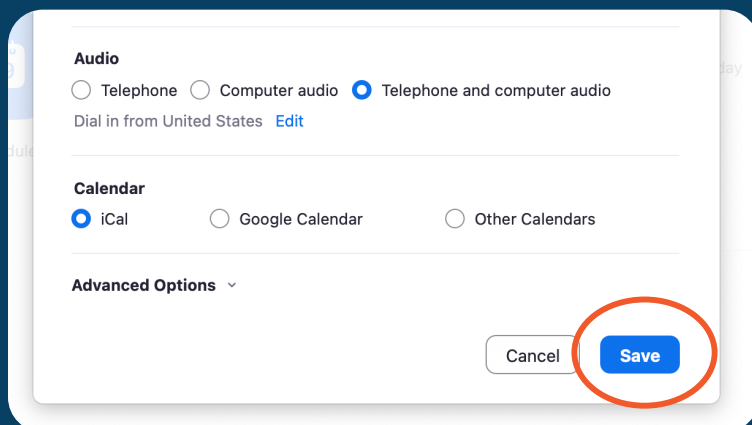 Audio
Telephone Computer audio Telephone and computer audio
Dial in from United States Edit
Calendar
iCal Google Calendar Other Calendars
Advanced Options
Cancel Save